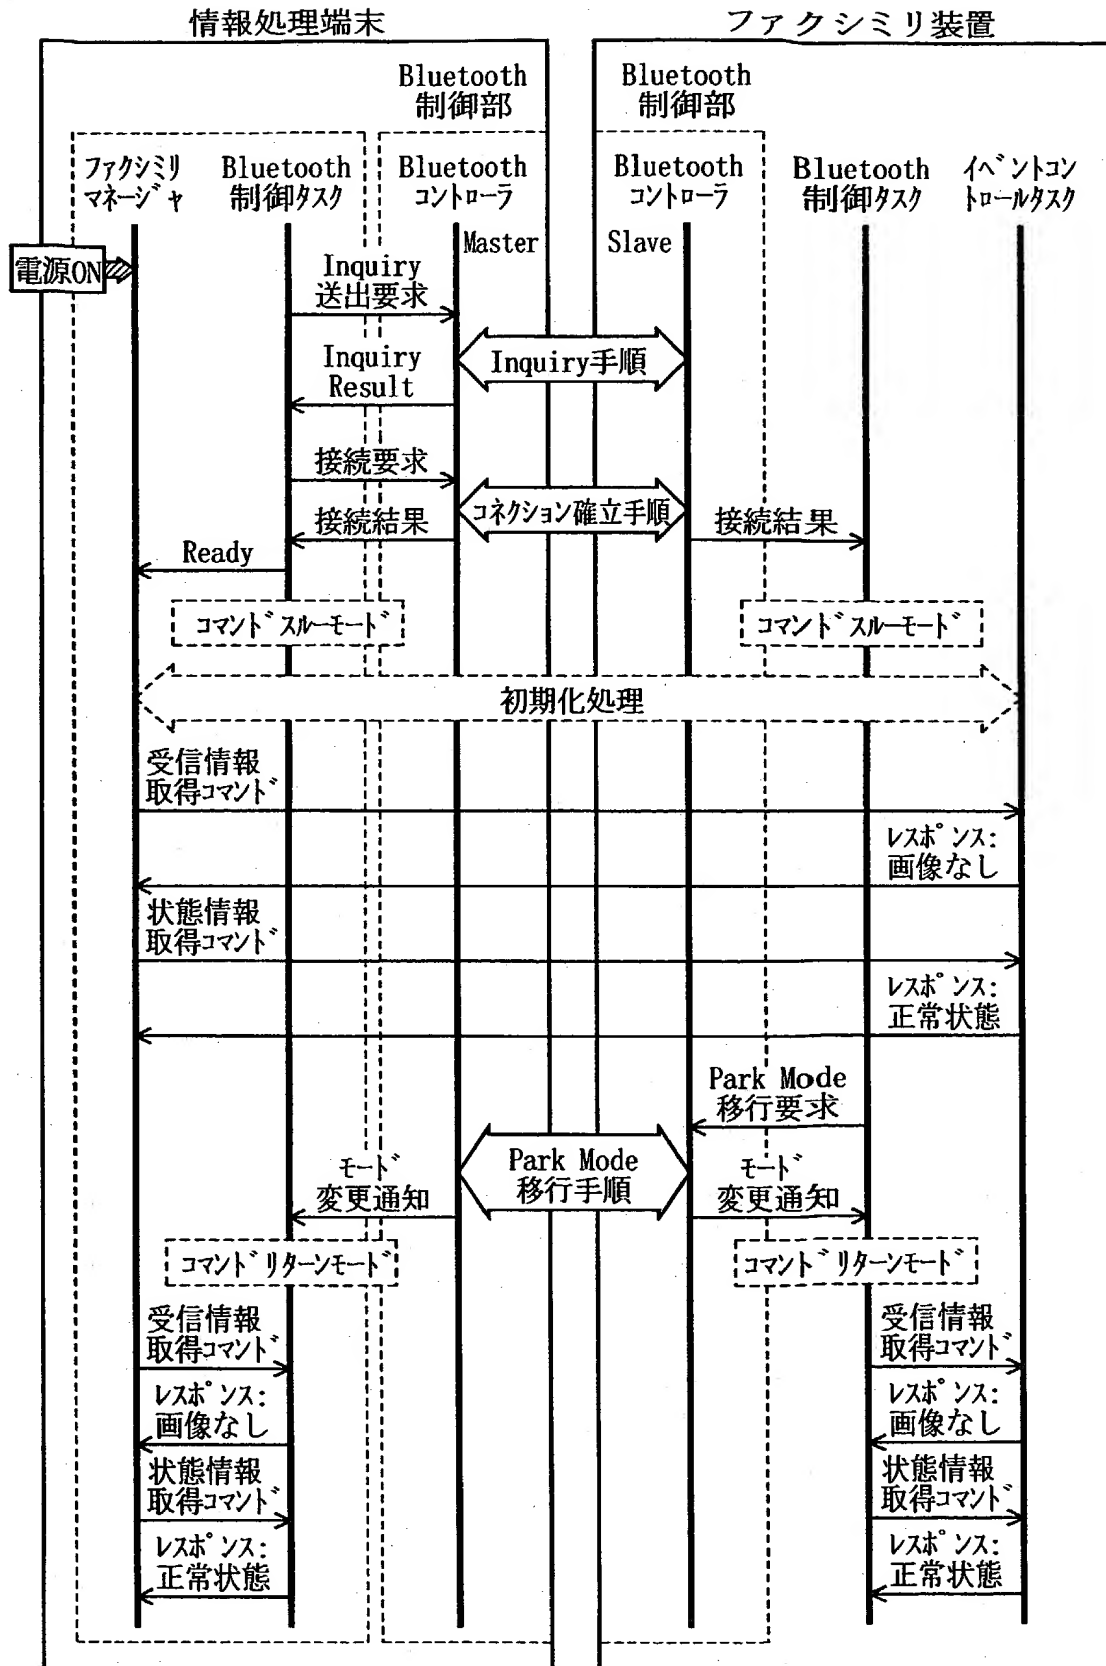 情報処理端末
ファクシミリ装置
Bluetooth
制御部
Bluetooth
制御部
ファクシミリ
マネージャ
Bluetooth
制御タスク
Bluetooth
コントローラ
Bluetooth
コントローラ
Bluetooth
制御タスク
イベントコン
トロールタスク
Master
Slave
電源ON
Inquiry
送出要求
Inquiry手順
Inquiry
Result
接続要求
コネクション確立手順
接続結果
接続結果
Ready
コマンドスルーモード
コマンドスルーモード
初期化処理
受信情報
取得コマンド
レスポンス:
画像なし
状態情報
取得コマンド
レスポンス:
正常状態
Park Mode
移行要求
Park Mode
移行手順
モード
変更通知
モード
変更通知
コマンドリターンモード
コマンドリターンモード
受信情報
取得コマンド
受信情報
取得コマンド
レスポンス:
画像なし
レスポンス:
画像なし
状態情報
取得コマンド
状態情報
取得コマンド
レスポンス:
正常状態
レスポンス:
正常状態